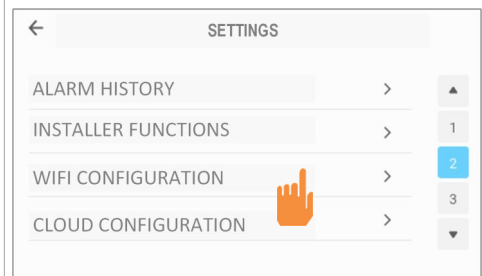 SETTINGS
ALARM HISTORY
INSTALLER FUNCTIONS
WIFI CONFIGURATION
CLOUD CONFIGURATION
1
2
3